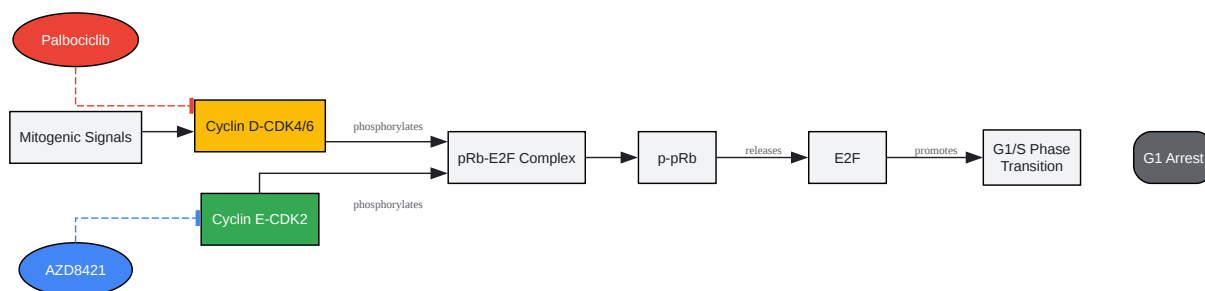 Palbociclib
Mitogenic Signals
Cyclin D-CDK4/6
phosphorylates
pRb-E2F Complex
p-pRb
releases
E2F
promotes
G1/S Phase
Transition
G1 Arrest
Cyclin E-CDK2
phosphorylates
AZD8421